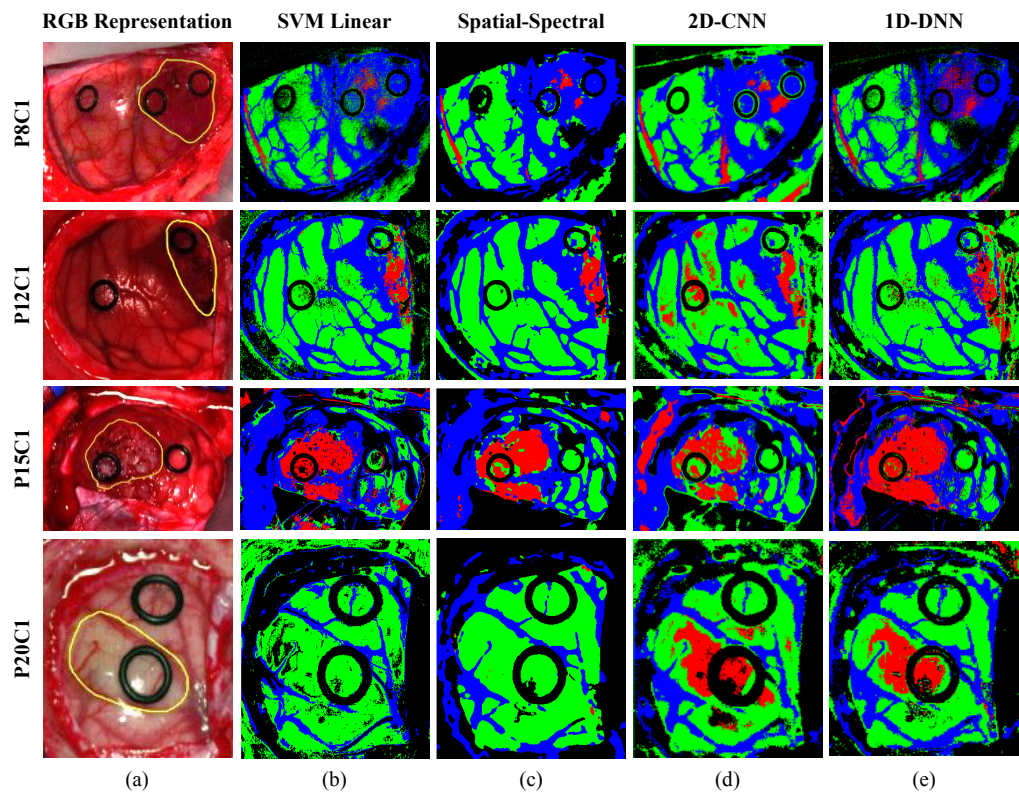 RGB Representation SVM Linear Spatial-Spectral 2D-CNN 1D-DNN
P8C1
P12C1
P15C1
P20C1
(a) (b) (c) (d) (e)